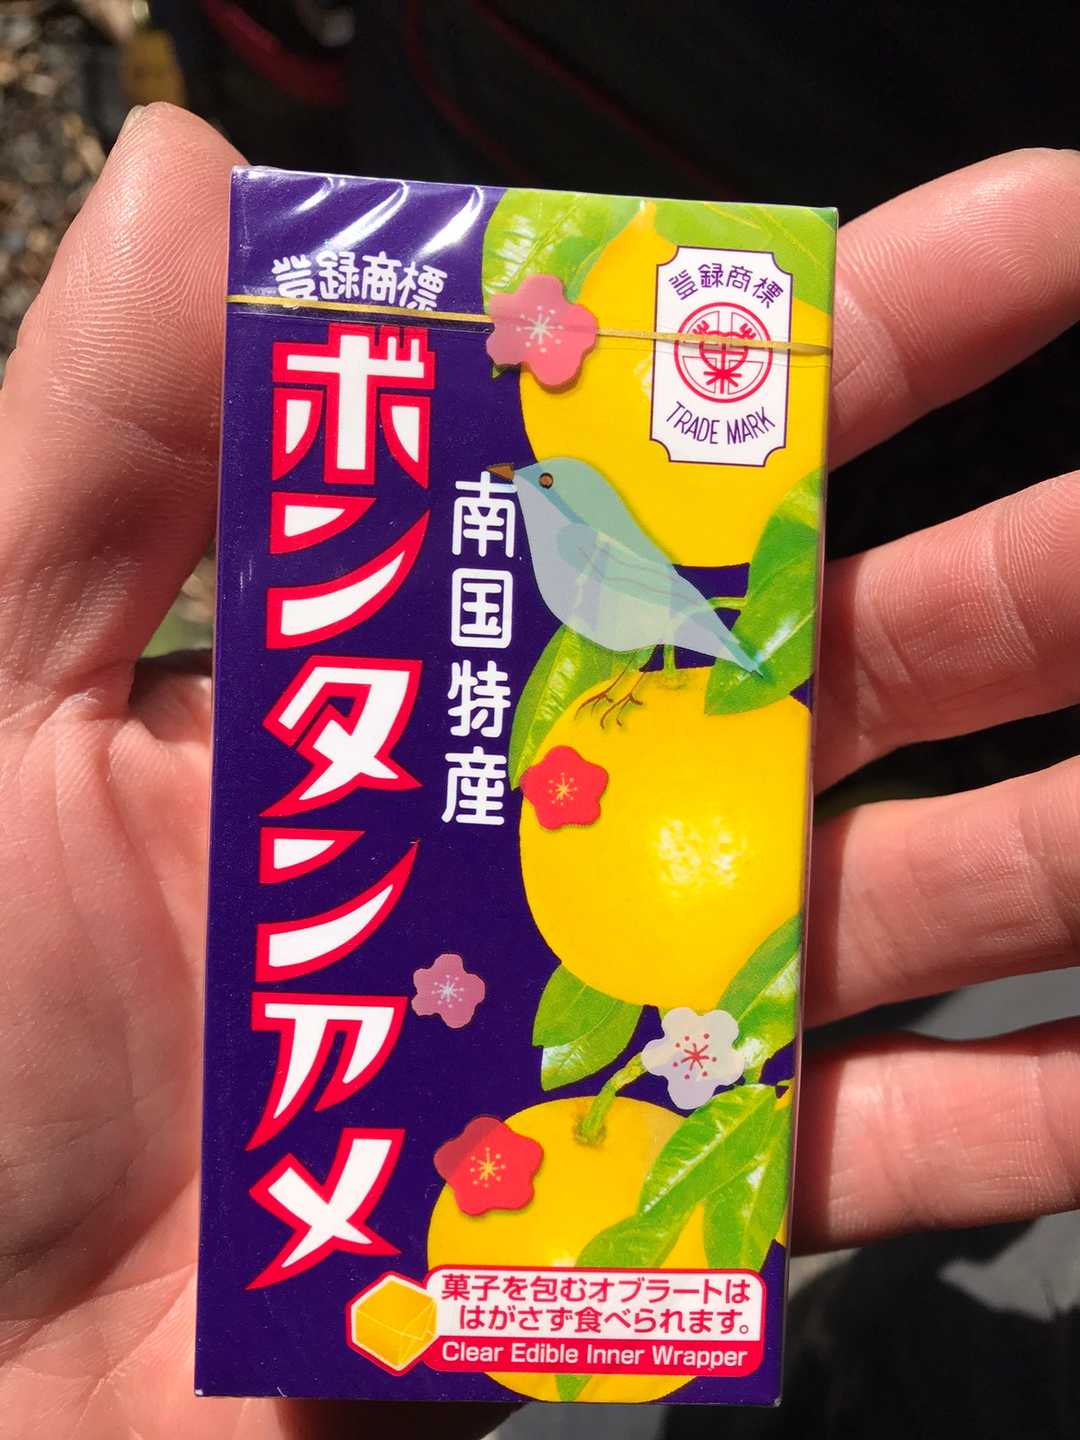 登録商標
ボンタンアメ
南国特産
登録商標
TRADE MARK
菓子を包むオブラートは
はがさず食べられます。
Clear Edible Inner Wrapper